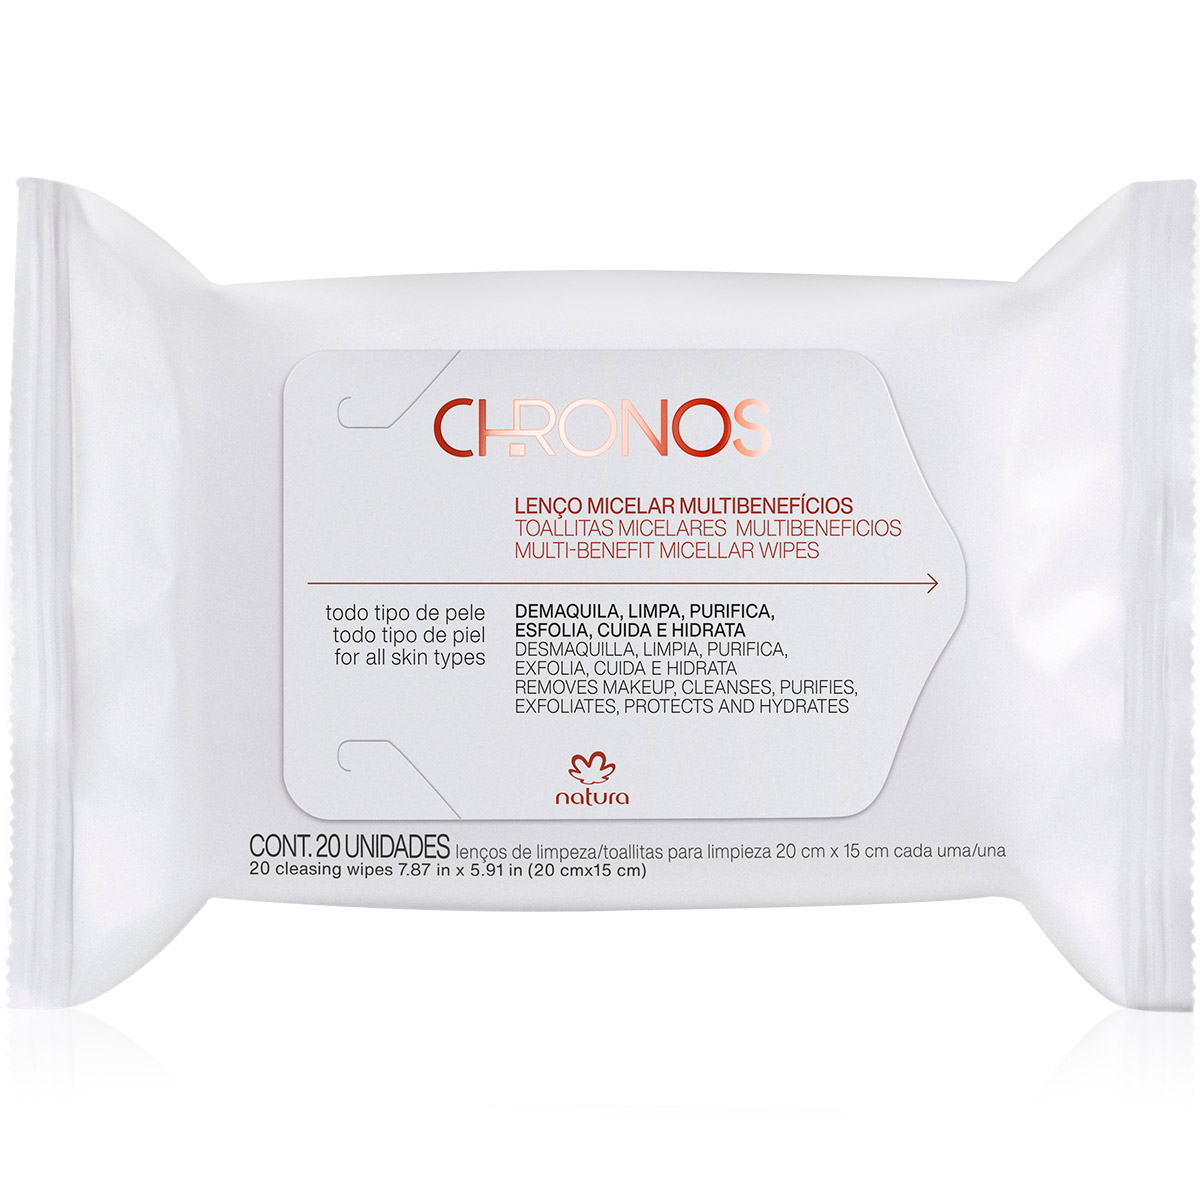 CHRONOS
LENÇO MICELAR MULTIBENEFÍCIOS
TOALLITAS MICELARES MULTIBENEFICIOS
MULTI-BENEFIT MICELLAR WIPES
todo tipo de pele
todo tipo de piel
for all skin types
DEMAQUILA, LIMPA, PURIFICA,
ESFOLIA, CUIDA E HIDRATA
DESMAQUILLA, LIMPIA, PURIFICA,
EXFOLIA, CUIDA E HIDRATA
REMOVES MAKEUP, CLEANSES, PURIFIES,
EXFOLIATES, PROTECTS AND HYDRATES
natura
CONT. 20 UNIDADES lenços de limpeza/toallitas para limpieza 20 cm x 15 cm cada uma/una
20 cleasing wipes 7.87 in x 5.91 in (20 cmx15 cm)